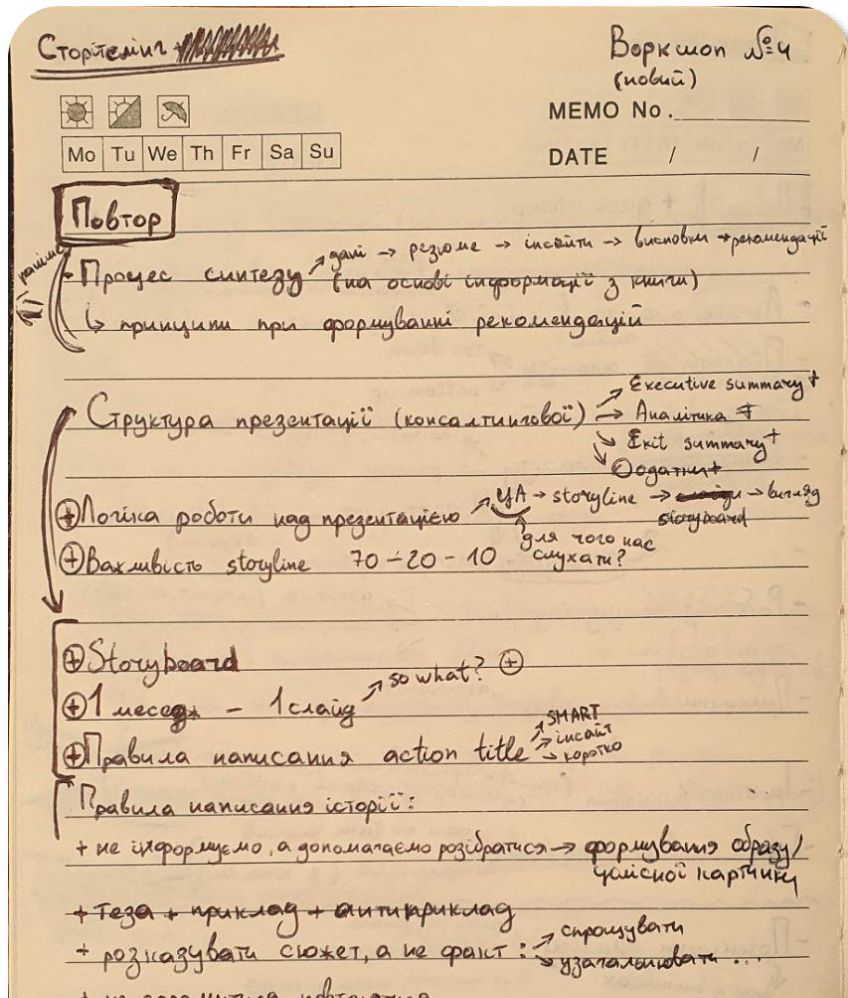 Сторітелінг
Воркшоп №4
(новий)
MEMO No.
Mo Tu We Th Fr Sa Su
DATE / /
Повтор
раніше
- Процес синтезу → дані → резюме → інсайти → висновки → рекомендації
(на основі інформації з книги)
↳ принципи при формуванні рекомендацій
Структура презентації (консалтингової) → Executive summary +
→ Аналітика +
→ Exit summary +
→ Додатки +
+ Логіка роботи над презентацією → ЦА → storyline → слайди → вигляд
storyboard
для чого нас
слухати?
+ Важливість storyline 70-20-10
+ Storyboard
+ 1 меседж – 1 слайд → so what? +
+ Правила написання action title → SMART
→ інсайт
→ коротко
Правила написання історії:
+ не інформуємо, а допомагаємо розібратися → формування образу/
цілісної картинки
+ теза + приклад + антиприклад
+ розказувати сюжет, а не факт: → спрощувати
→ узагальнювати ...